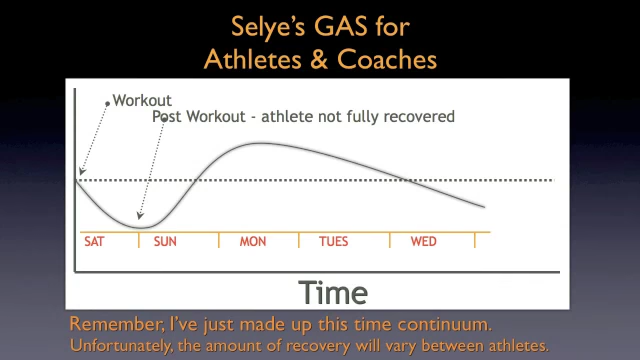 Selye's GAS for
Athletes & Coaches
Workout
Post Workout - athlete not fully recovered
SAT SUN MON TUES WED
Time
Remember, I've just made up this time continuum.
Unfortunately, the amount of recovery will vary between athletes.